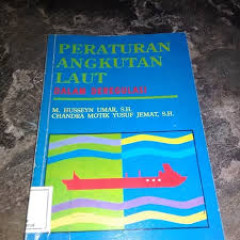 PERATURAN
ANGKUTAN
LAUT
DALAM DEREGULASI
M. HUSSEYN UMAR, S.H.
CHANDRA MOTIK YUSUF JEMAT, S.H.